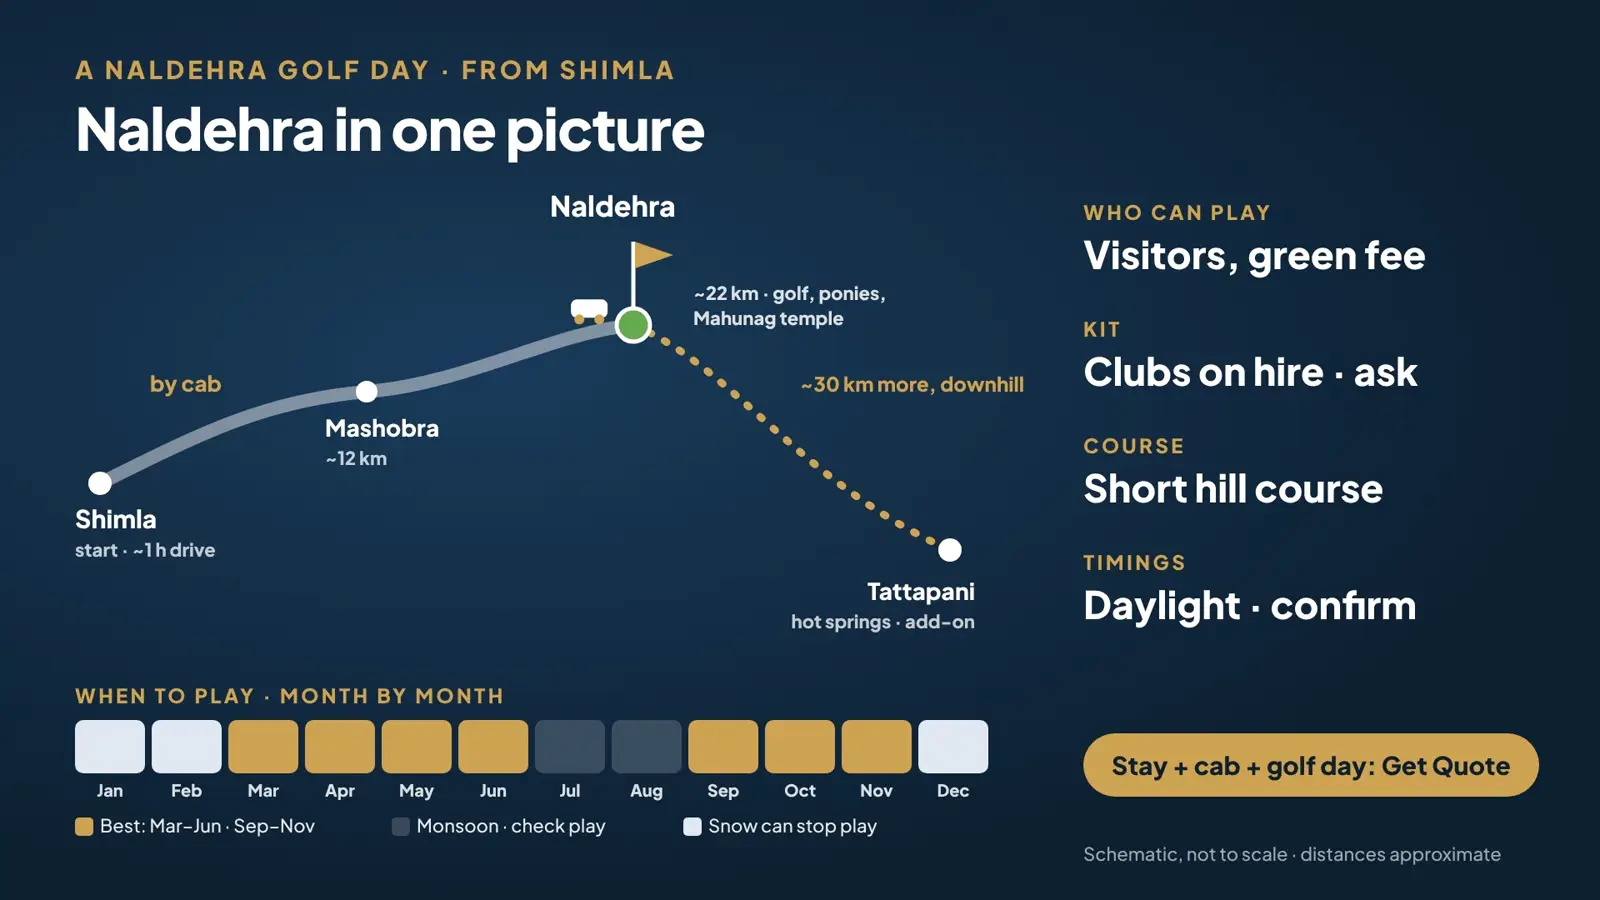 A NALDEHRA GOLF DAY · FROM SHIMLA
Naldehra in one picture
Naldehra
~22 km · golf, ponies,
Mahunag temple
by cab
~30 km more, downhill
Mashobra
~12 km
Shimla
start · ~1 h drive
Tattapani
hot springs · add-on
WHO CAN PLAY
Visitors, green fee
KIT
Clubs on hire · ask
COURSE
Short hill course
TIMINGS
Daylight · confirm
WHEN TO PLAY · MONTH BY MONTH
Jan Feb Mar Apr May Jun Jul Aug Sep Oct Nov Dec
Best: Mar–Jun · Sep–Nov
Monsoon · check play
Snow can stop play
Stay + cab + golf day: Get Quote
Schematic, not to scale · distances approximate